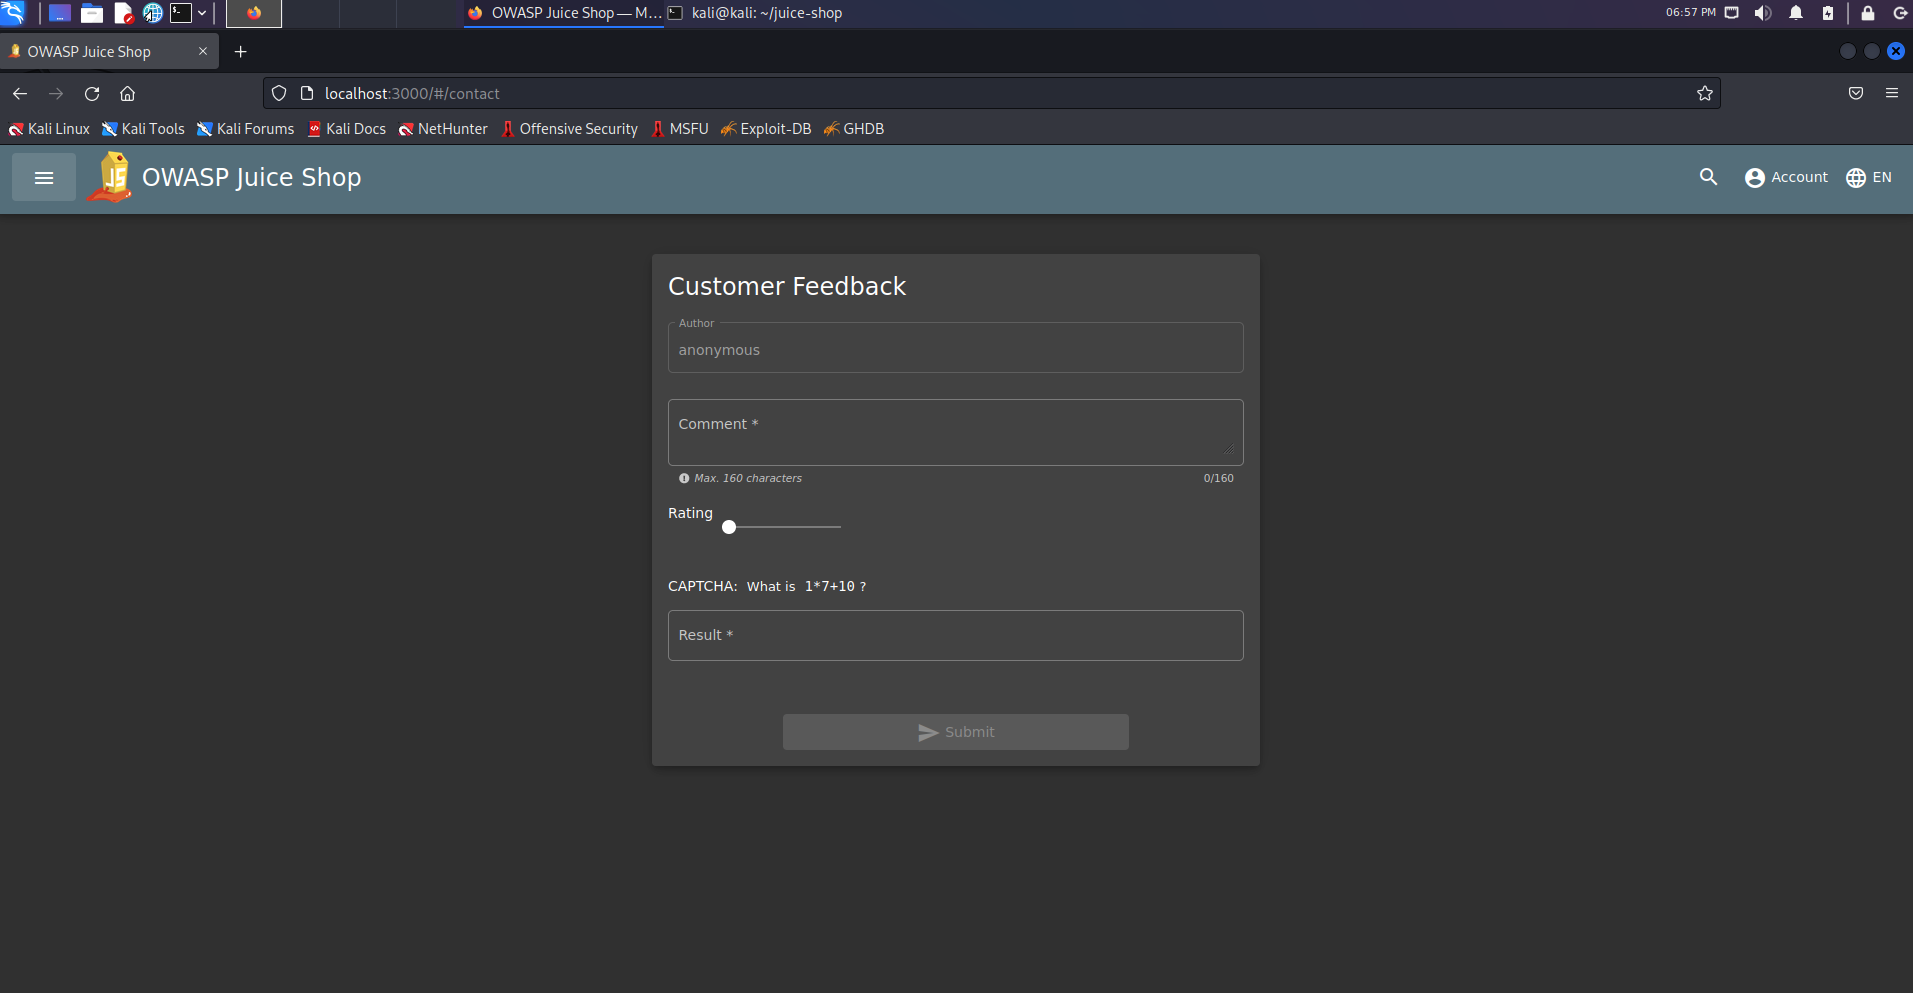 OWASP Juice Shop — M… kali@kali: ~/juice-shop 06:57 PM
OWASP Juice Shop
localhost:3000/#/contact
Kali Linux Kali Tools Kali Forums Kali Docs NetHunter Offensive Security MSFU Exploit-DB GHDB
JS OWASP Juice Shop Account EN
Customer Feedback
Author
anonymous
Comment *
Max. 160 characters 0/160
Rating
CAPTCHA: What is 1*7+10 ?
Result *
Submit